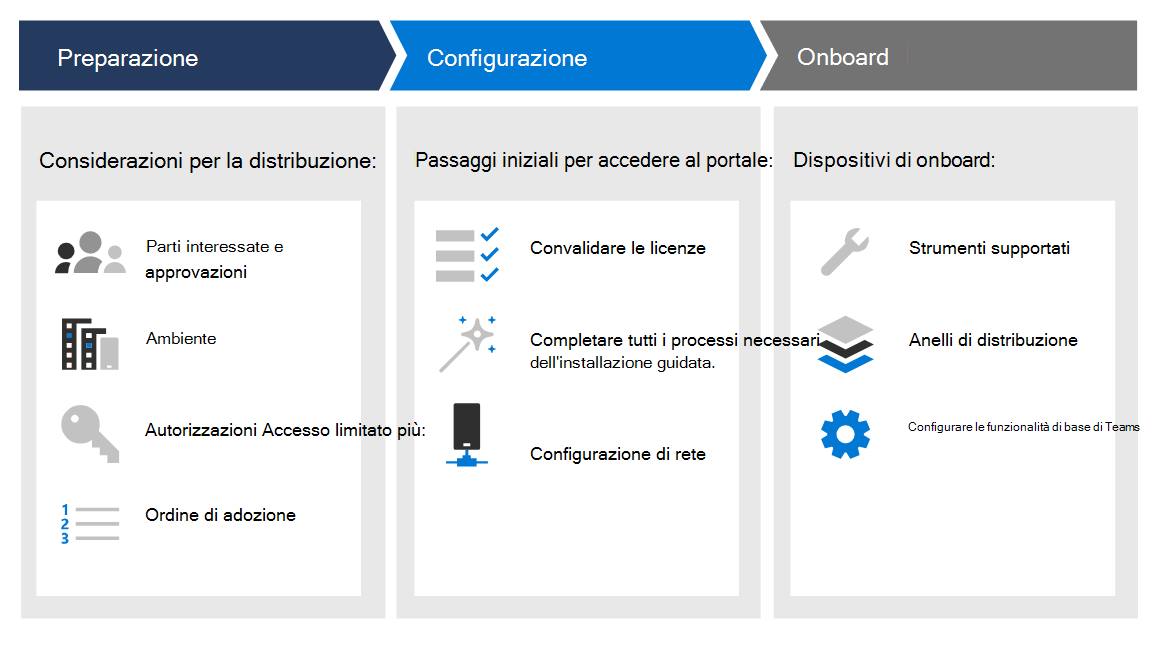 Preparazione
Configurazione
Onboard
Considerazioni per la distribuzione:
Parti interessate e
approvazioni
Ambiente
Autorizzazioni Accesso limitato più:
1
2
3
Ordine di adozione
Passaggi iniziali per accedere al portale:
Convalidare le licenze
Completare tutti i processi necessari
dell'installazione guidata.
Configurazione di rete
Dispositivi di onboard:
Strumenti supportati
Anelli di distribuzione
Configurare le funzionalità di base di Teams